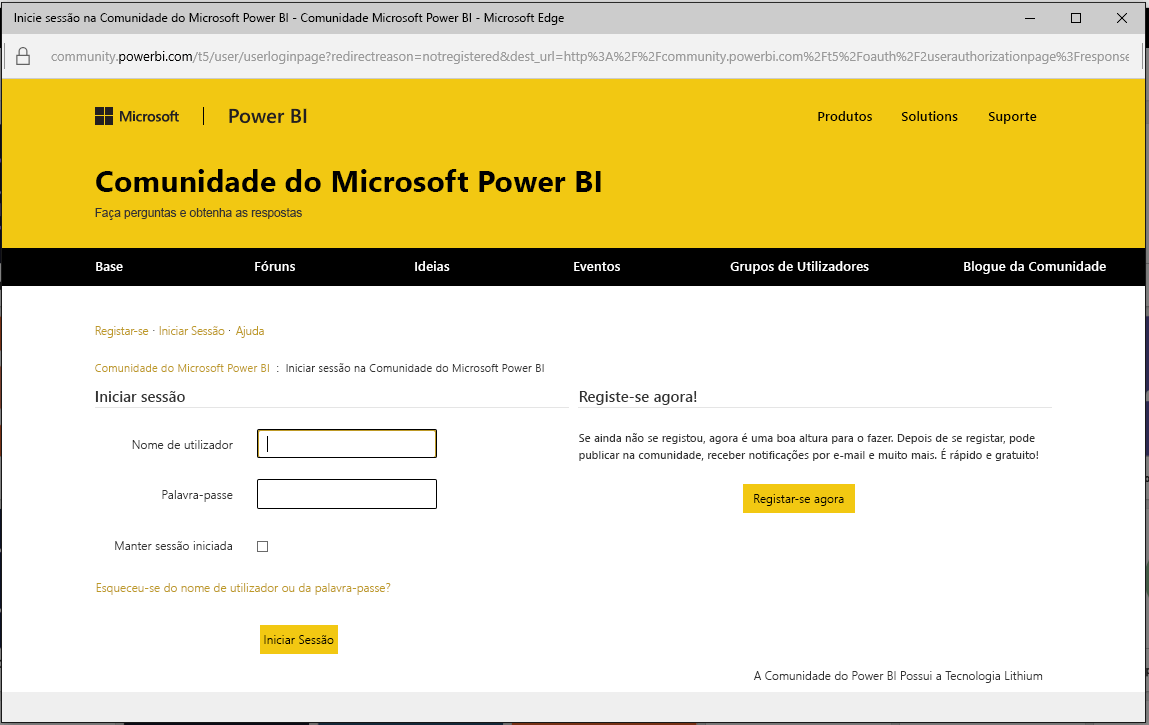 Inicie sessão na Comunidade do Microsoft Power BI - Comunidade Microsoft Power BI - Microsoft Edge
community.powerbi.com/t5/user/userloginpage?redirectreason=notregistered&dest_url=http%3A%2F%2Fcommunity.powerbi.com%2Ft5%2Foauth%2F2userauthorizationpage%3Fresponse
Microsoft | Power BI
Produtos Solutions Suporte
Comunidade do Microsoft Power BI
Faça perguntas e obtenha as respostas
Base Fóruns Ideias Eventos Grupos de Utilizadores Blogue da Comunidade
Registar-se · Iniciar Sessão · Ajuda
Comunidade do Microsoft Power BI : Iniciar sessão na Comunidade do Microsoft Power BI
Iniciar sessão
Nome de utilizador
Palavra-passe
Manter sessão iniciada
Esqueceu-se do nome de utilizador ou da palavra-passe?
Iniciar Sessão
Registe-se agora!
Se ainda não se registou, agora é uma boa altura para o fazer. Depois de se registar, pode
publicar na comunidade, receber notificações por e-mail e muito mais. É rápido e gratuito!
Registar-se agora
A Comunidade do Power BI Possui a Tecnologia Lithium